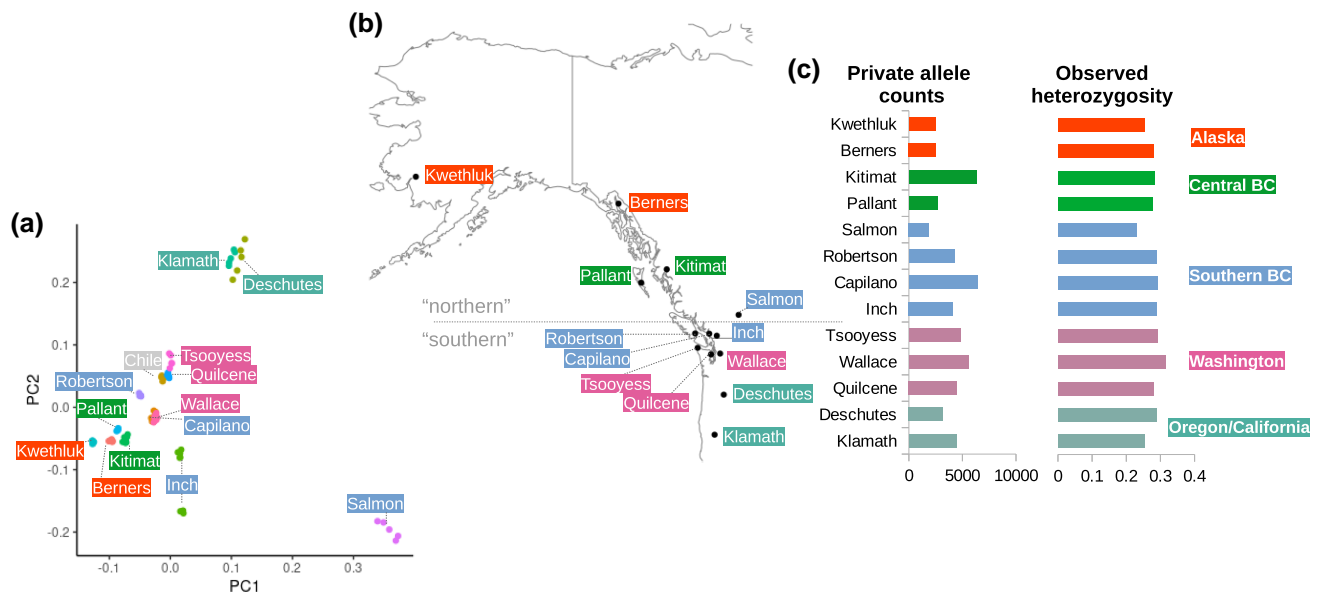 (a)
Klamath
Deschutes
Chile
Tsooyess
Quilcene
Robertson
Pallant
Wallace
Capilano
Kwethluk
Kitimat
Berners
Inch
Salmon
PC2
0.2
0.1
0.0
-0.1
-0.2
-0.1
0.0
0.1
0.2
0.3
PC1
(b)
Kwethluk
Berners
Pallant
Kitimat
Salmon
“northern”
“southern”
Robertson
Inch
Capilano
Wallace
Tsooyess
Quilcene
Deschutes
Klamath
(c)
Private allele
counts
Observed
heterozygosity
Kwethluk
Berners
Kitimat
Pallant
Salmon
Robertson
Capilano
Inch
Tsooyess
Wallace
Quilcene
Deschutes
Klamath
0
5000
10000
0
0.1
0.2
0.3
0.4
Alaska
Central BC
Southern BC
Washington
Oregon/California